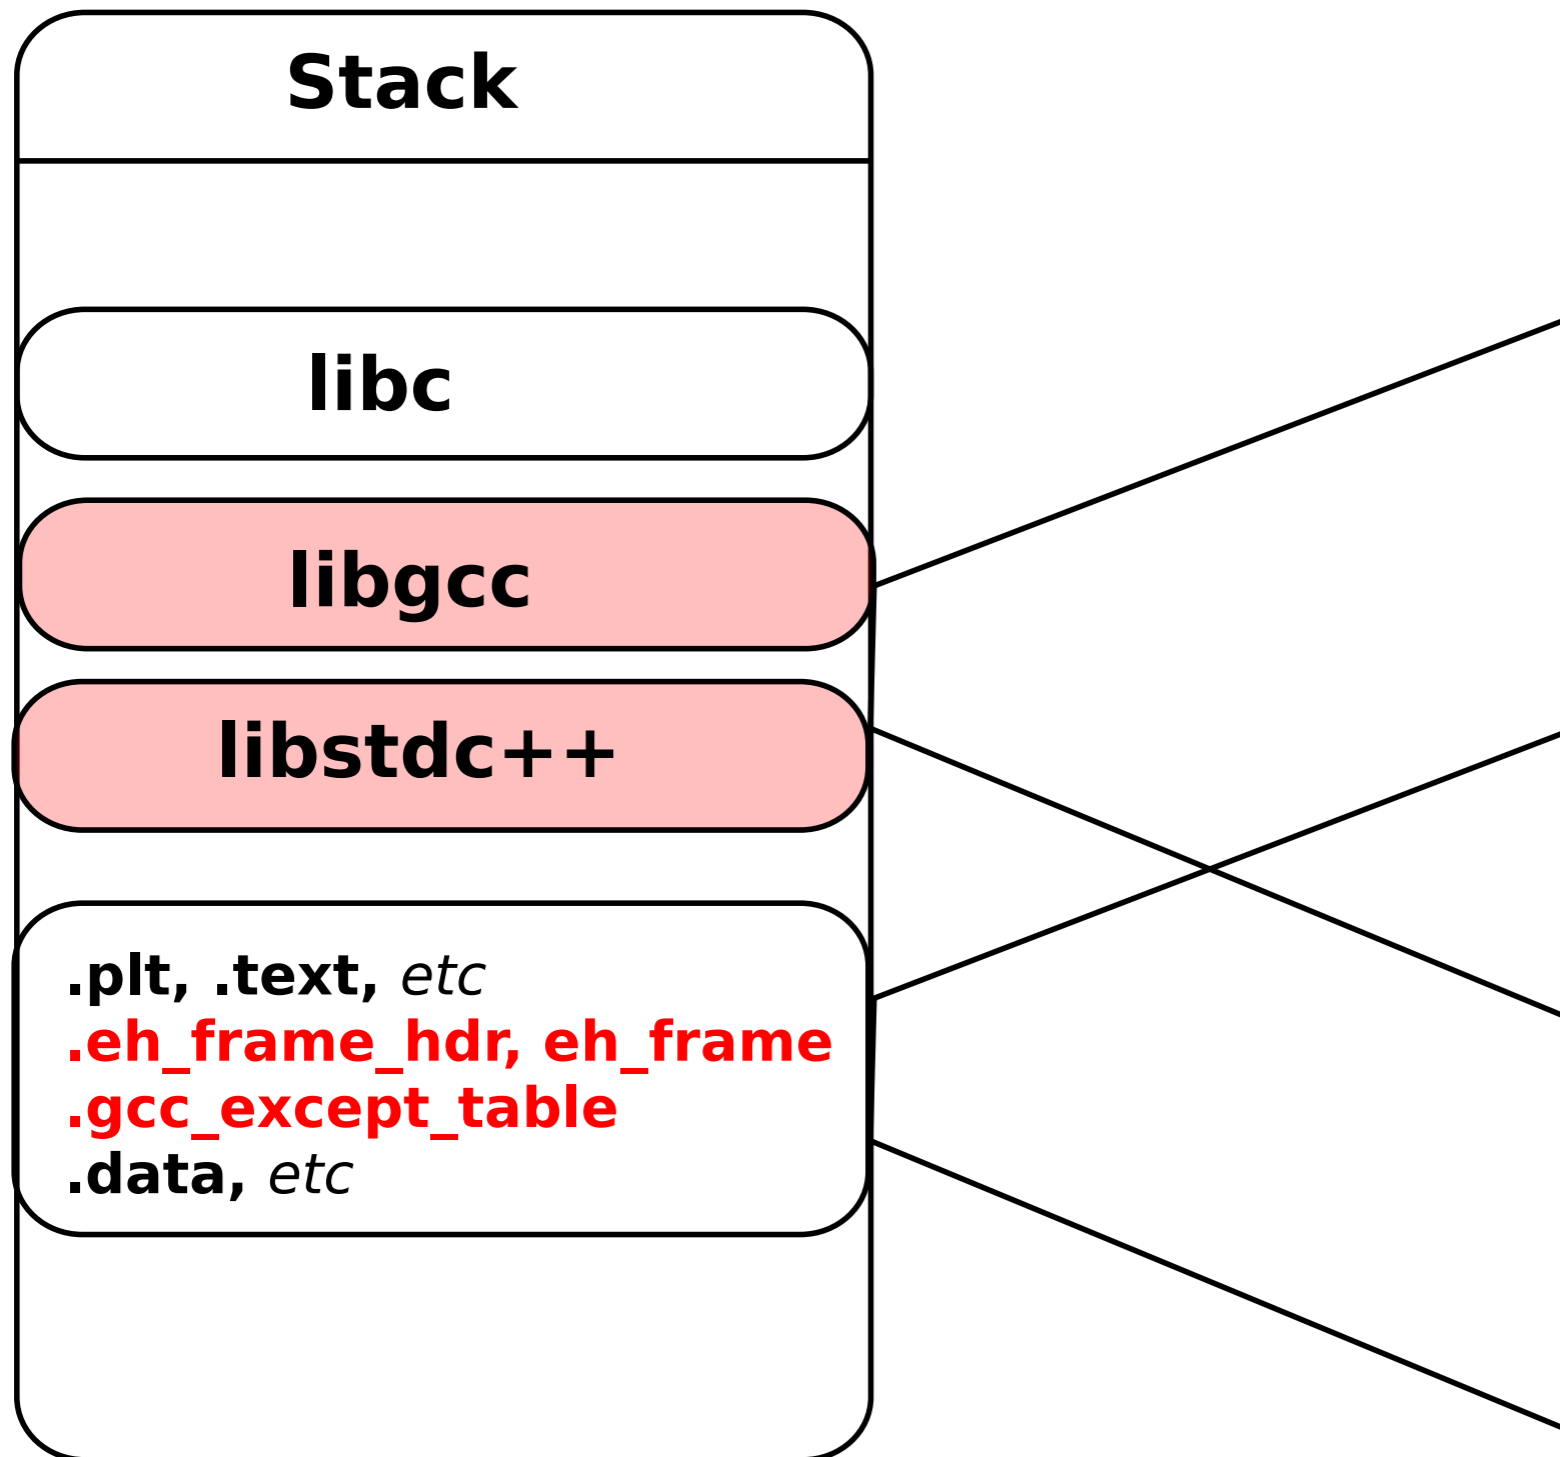 Stack
libc
libgcc
libstdc++
.plt, .text, etc
.eh_frame_hdr, eh_frame
.gcc_except_table
.data, etc